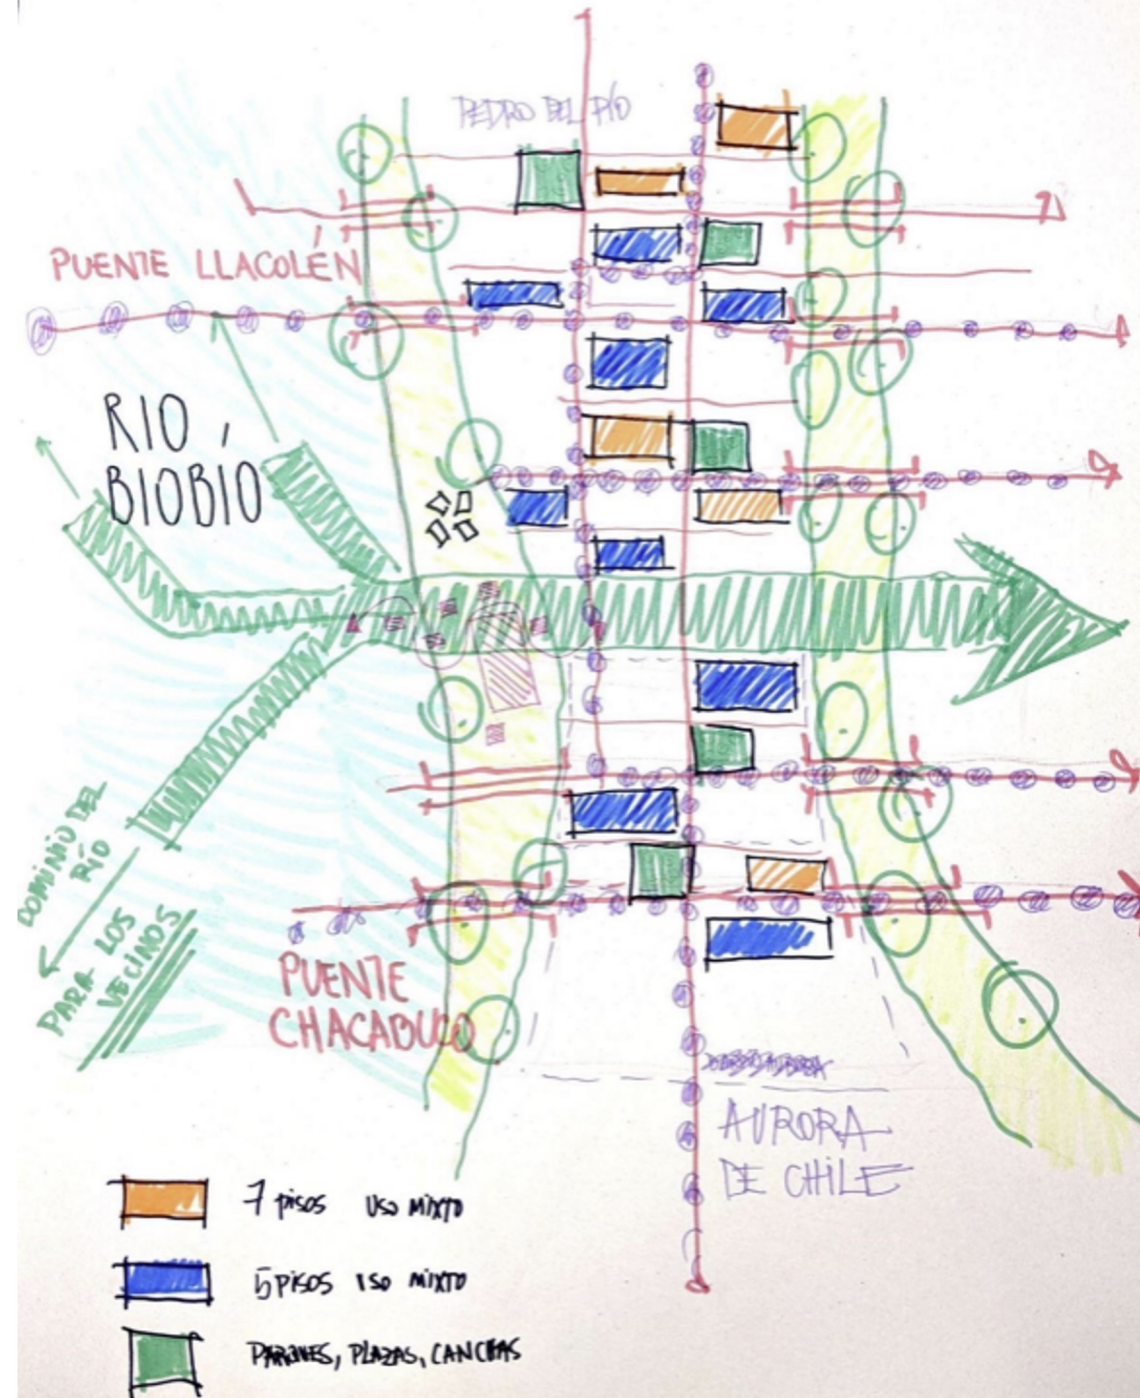 PEDRO DEL RÍO
PUENTE LLACOLÉN
RIO
BIOBÍO
DOMINIO DEL
RÍO
PARA LOS
VECINOS
PUENTE
CHACABUCO
AURORA
DE CHILE
7 pisos USO MIXTO
5 PISOS USO MIXTO
PARQUES, PLAZAS, CANCHAS